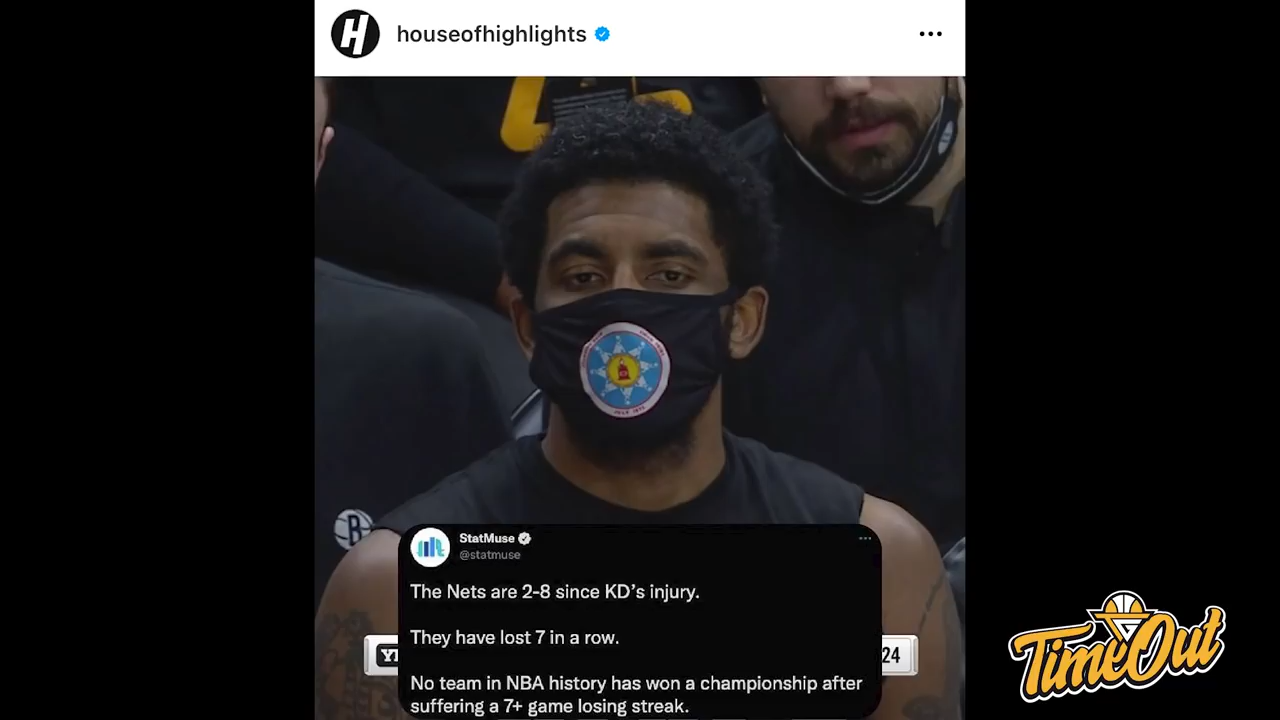 houseofhighlights
StatMuse
@statmuse
The Nets are 2-8 since KD's injury.
They have lost 7 in a row.
24
No team in NBA history has won a championship after
suffering a 7+ game losing streak.
TimeOut